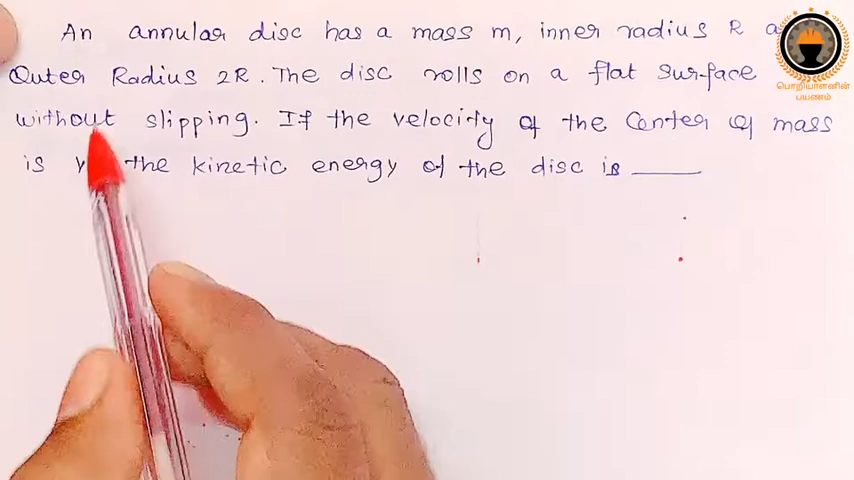 An annular disc has a mass m, inner radius R a
Outer Radius 2R. The disc rolls on a flat surface
without slipping. If the velocity of the Center of mass
is the kinetic energy of the disc is ____
பொறியாளனின்
பயணம்